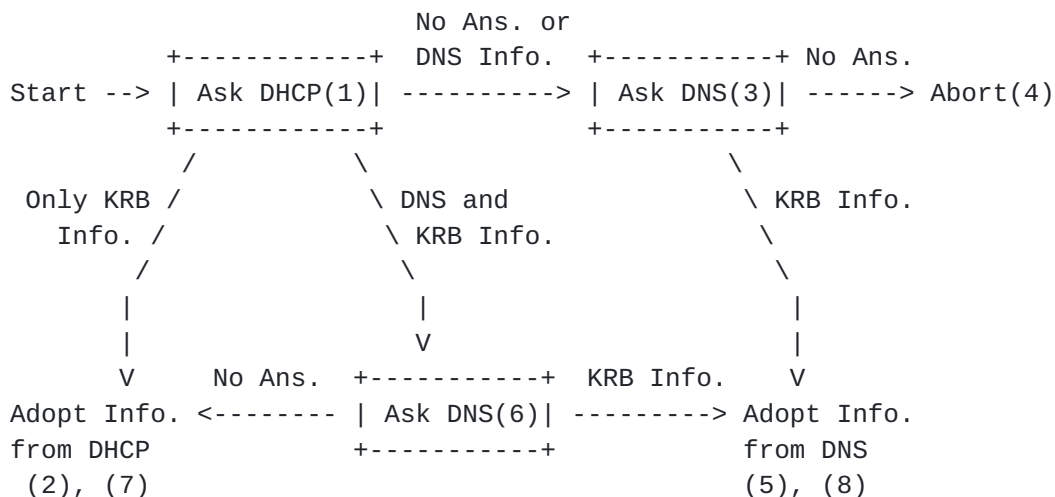 No Ans. or
           +------------+  DNS Info.  +-----------+ No Ans.
Start --> | Ask DHCP(1)| ----------> | Ask DNS(3)| ------> Abort(4)
           +------------+             +-----------+
            /          \                       \
 Only KRB /             \ DNS and               \ KRB Info.
   Info. /               \ KRB Info.             \
        /                 \                       \
       |                   |                       |
       |                   V                       |
       V     No Ans.  +-----------+  KRB Info.    V
Adopt Info. <-------- | Ask DNS(6)| ---------> Adopt Info.
from DHCP             +-----------+            from DNS
 (2), (7)                                      (5), (8)